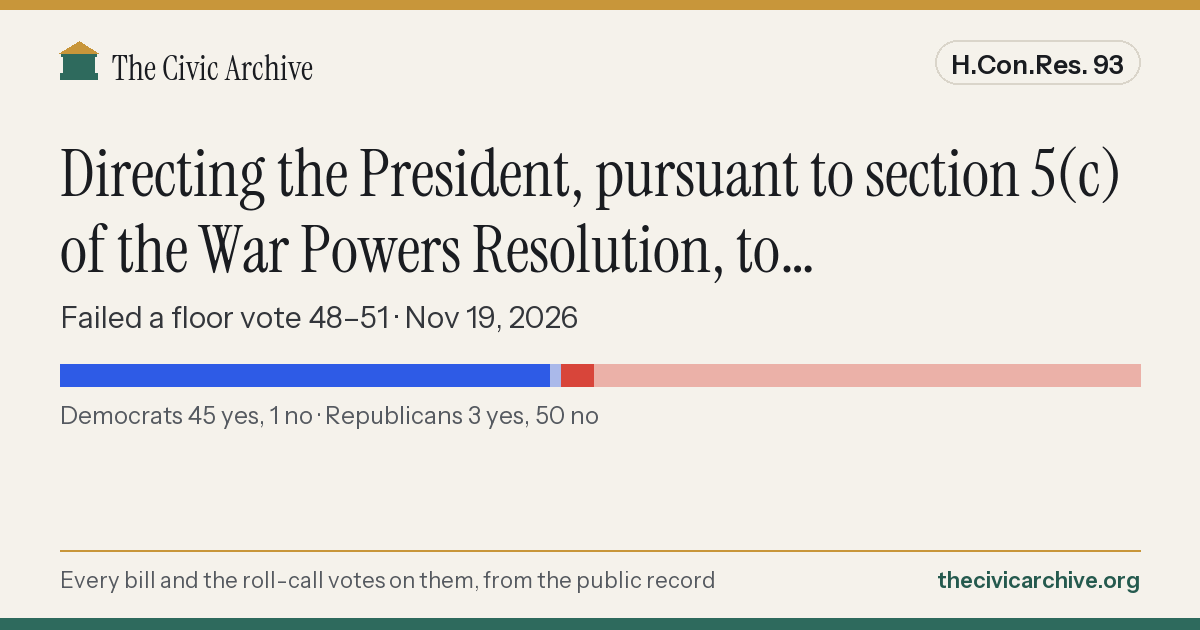 The Civic Archive
H.Con.Res. 93
Directing the President, pursuant to section 5(c)
of the War Powers Resolution, to...
Failed a floor vote 48–51 · Nov 19, 2026
Democrats 45 yes, 1 no · Republicans 3 yes, 50 no
Every bill and the roll-call votes on them, from the public record
thecivicarchive.org